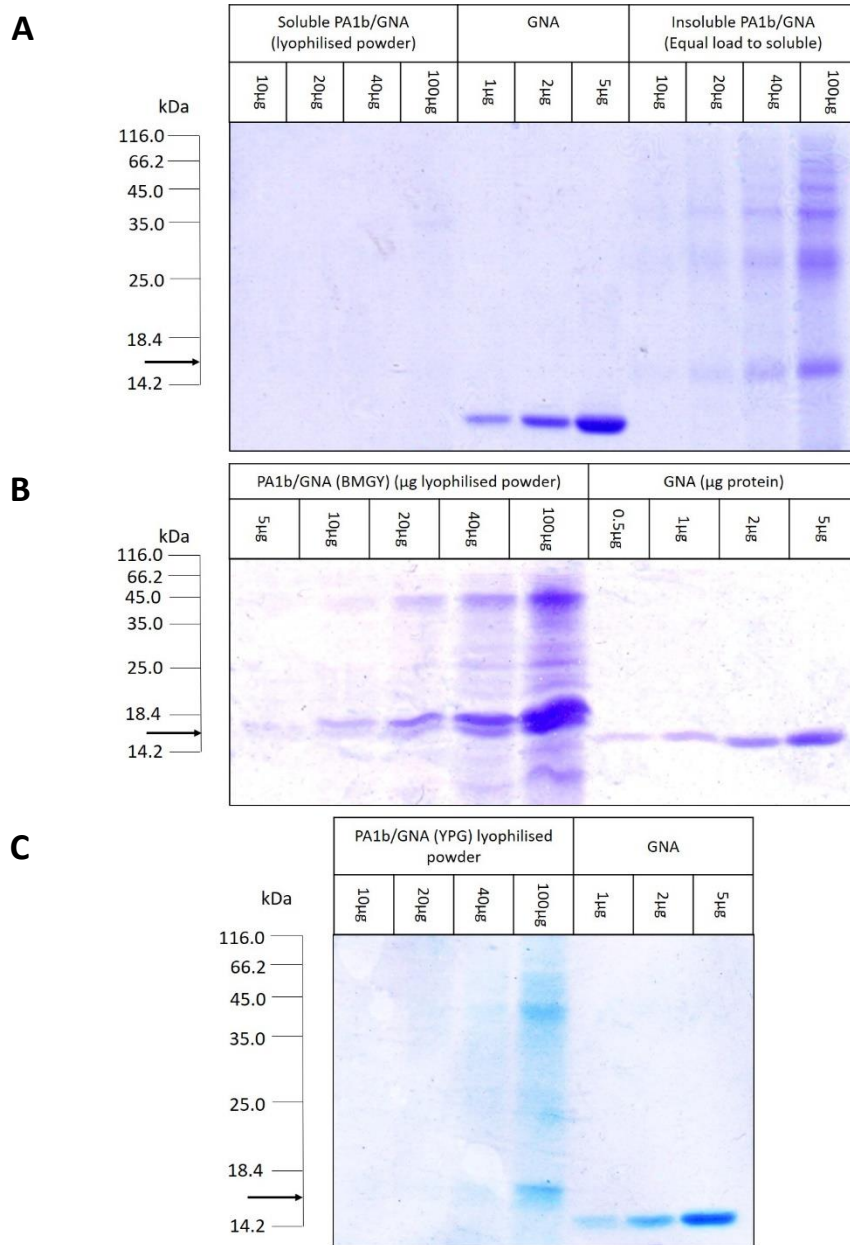 A
Soluble PA1b/GNA
(lyophilised powder)
GNA
Insoluble PA1b/GNA
(Equal load to soluble)
10µg
20µg
40µg
100µg
1µg
2µg
5µg
10µg
20µg
40µg
100µg
kDa
116.0
66.2
45.0
35.0
25.0
18.4
14.2
B
PA1b/GNA (BMGY) (µg lyophilised powder)
GNA (µg protein)
5µg
10µg
20µg
40µg
100µg
0.5µg
1µg
2µg
5µg
kDa
116.0
66.2
45.0
35.0
25.0
18.4
14.2
C
PA1b/GNA (YPG) lyophilised
powder
GNA
10µg
20µg
40µg
100µg
1µg
2µg
5µg
kDa
116.0
66.2
45.0
35.0
25.0
18.4
14.2